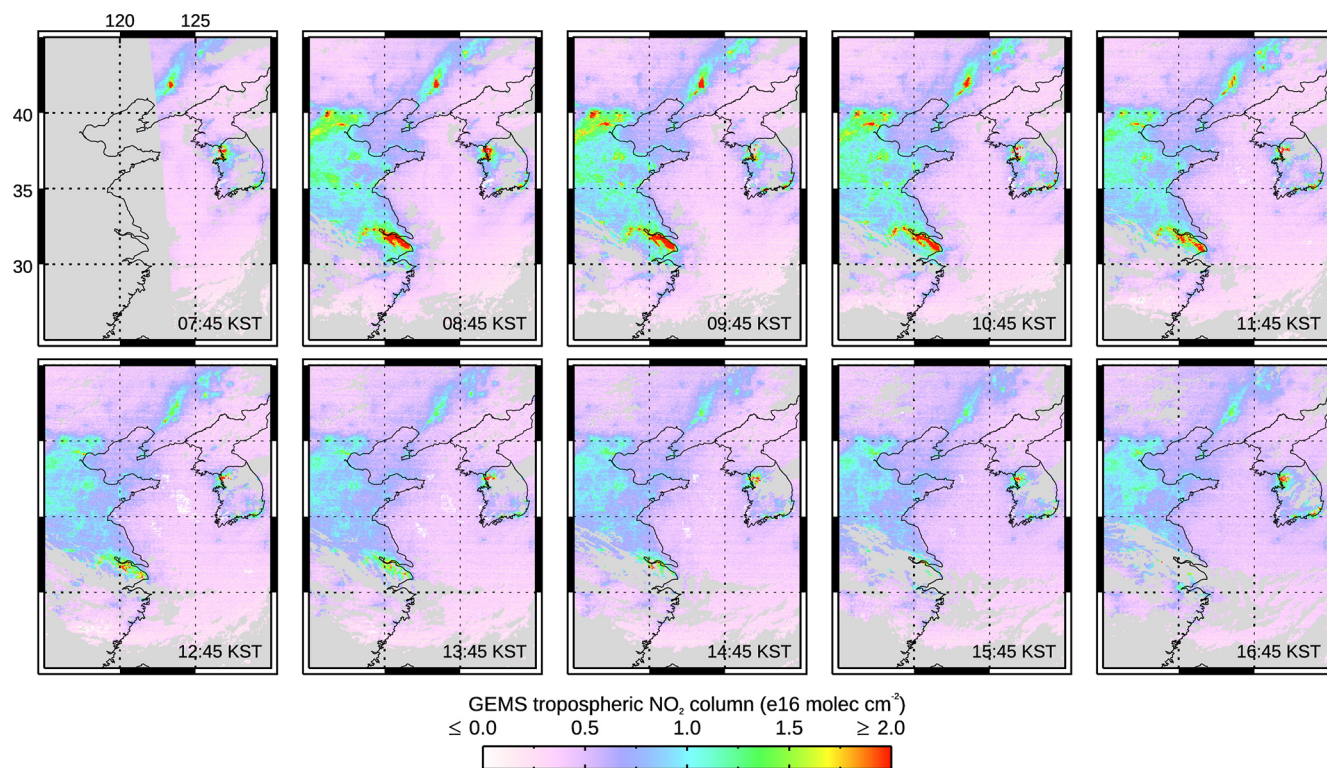 120 125
40
35
30
07:45 KST 08:45 KST 09:45 KST 10:45 KST 11:45 KST
12:45 KST 13:45 KST 14:45 KST 15:45 KST 16:45 KST
GEMS tropospheric NO₂ column (e16 molec cm⁻²)
≤ 0.0 0.5 1.0 1.5 ≥ 2.0